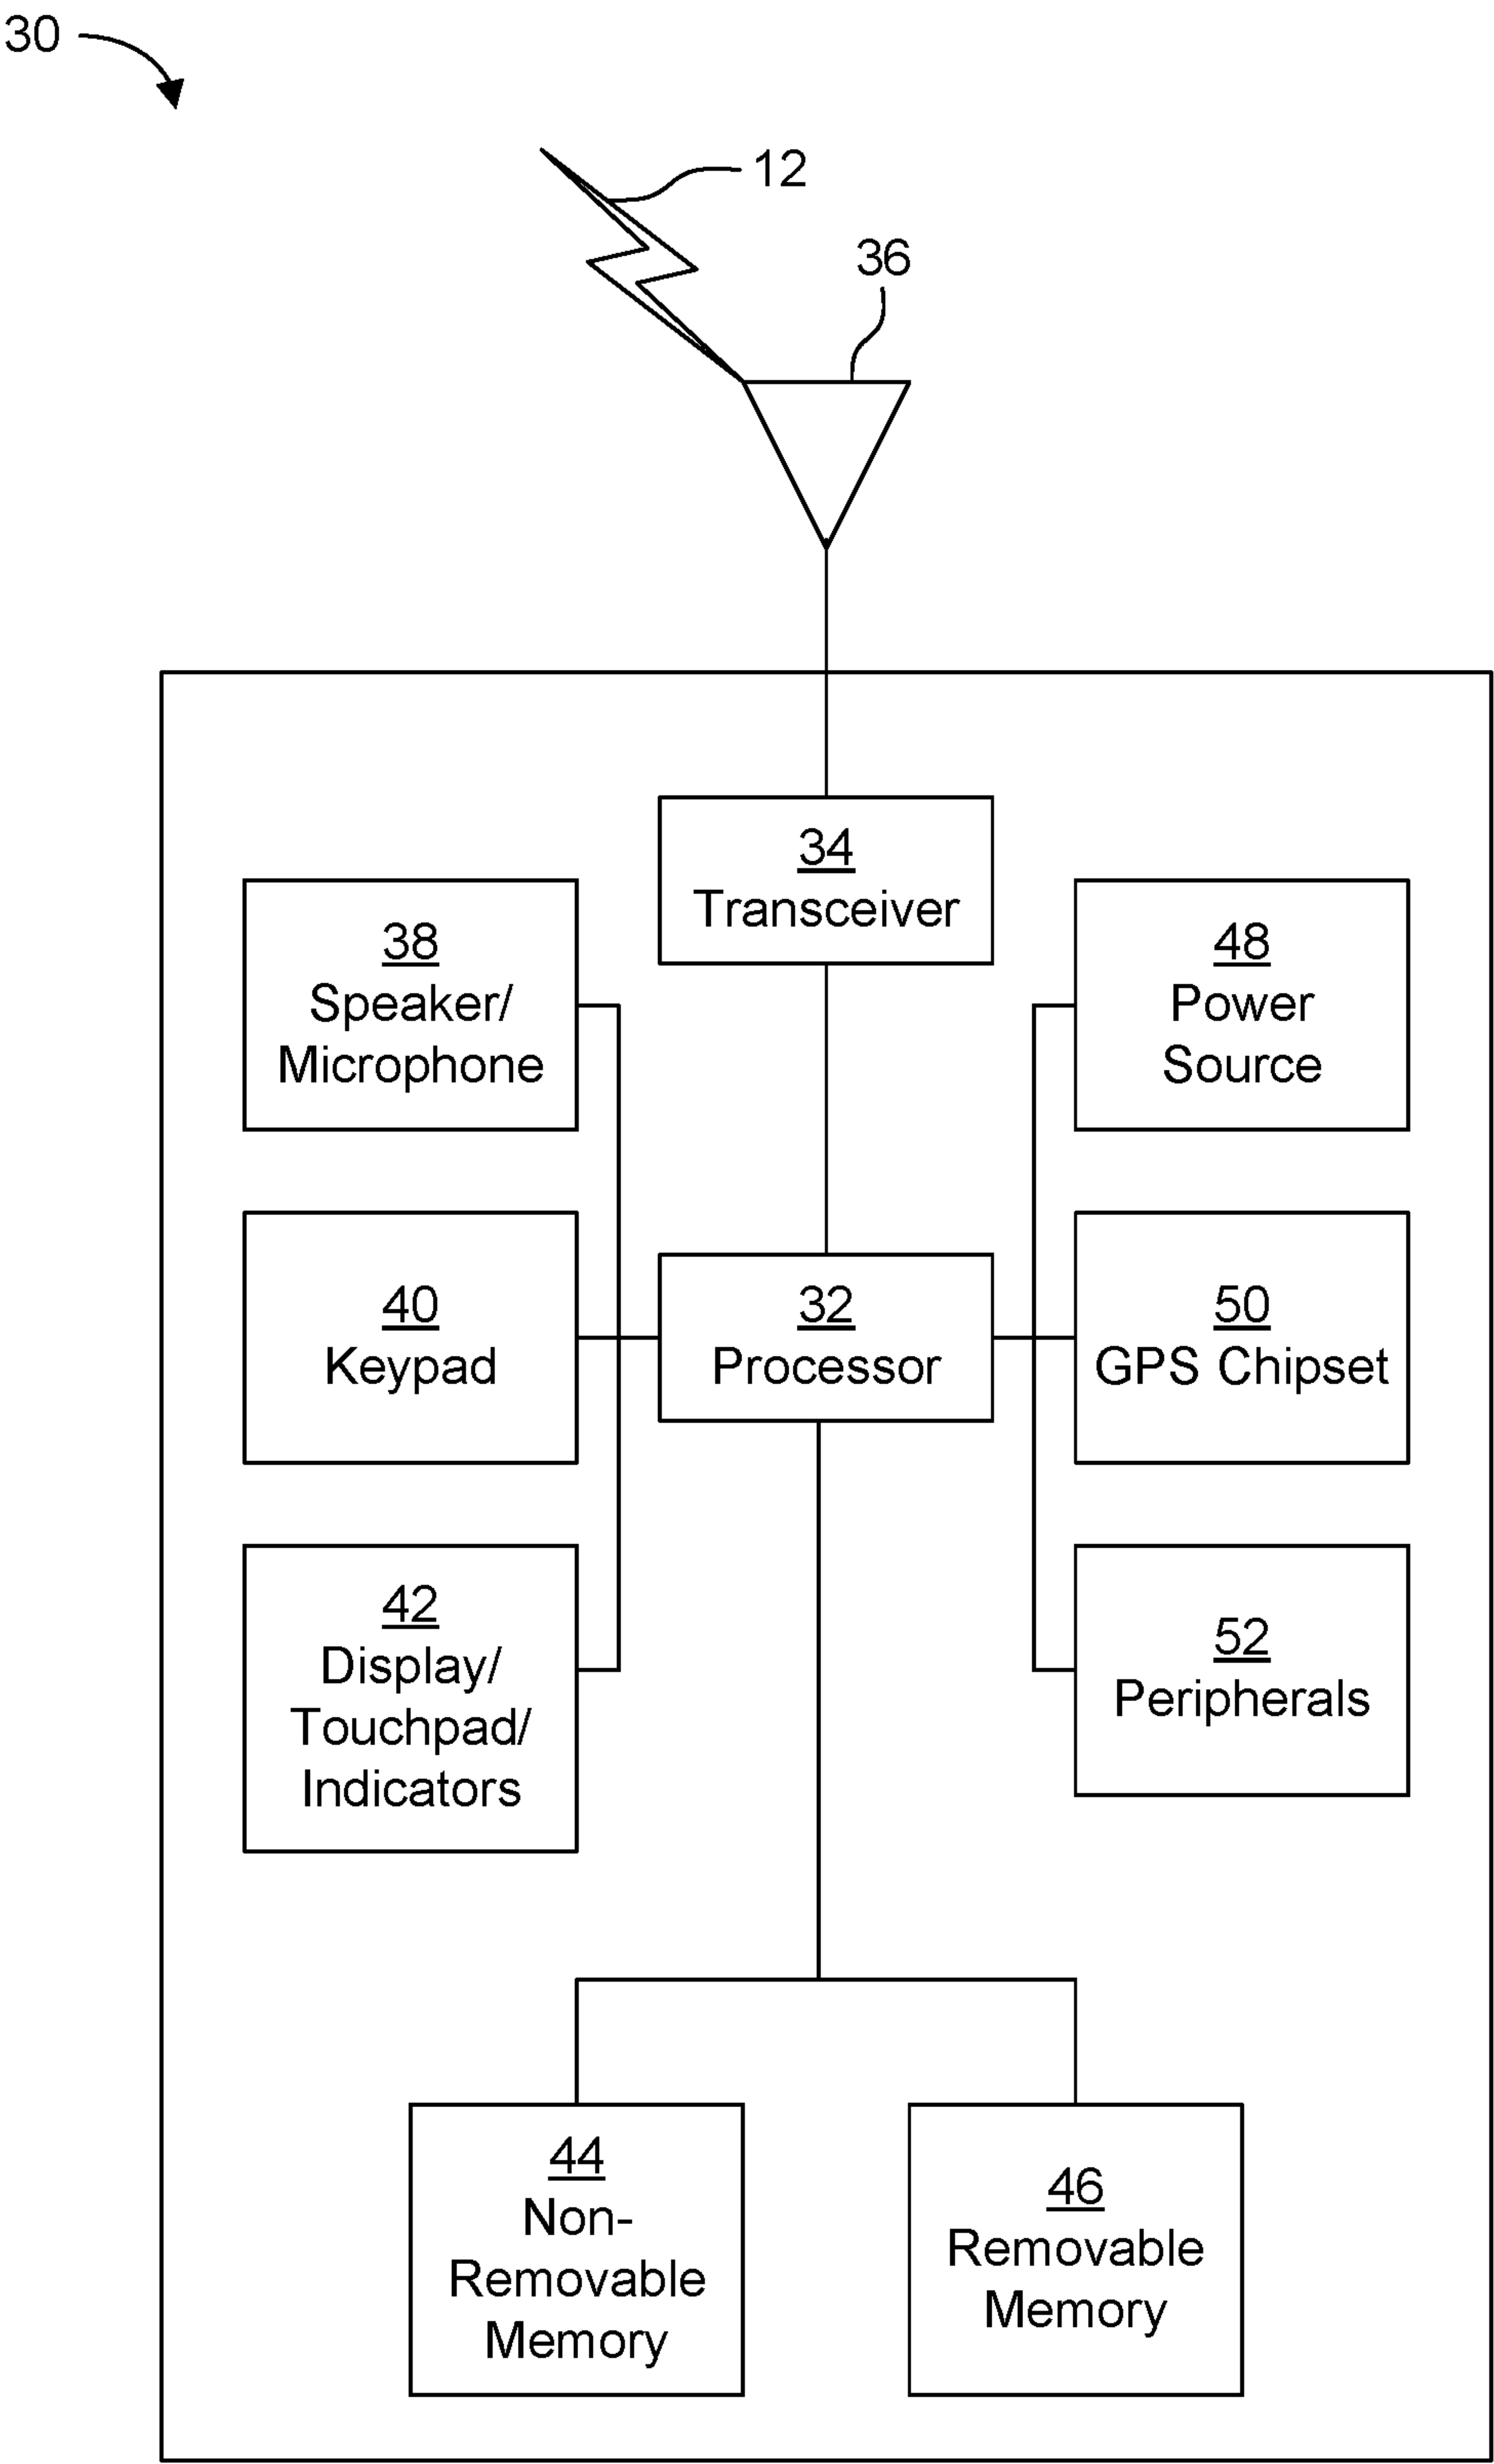 30
12
36
34
Transceiver
38
Speaker/
Microphone
48
Power
Source
40
Keypad
32
Processor
50
GPS Chipset
42
Display/
Touchpad/
Indicators
52
Peripherals
44
Non-
Removable
Memory
46
Removable
Memory